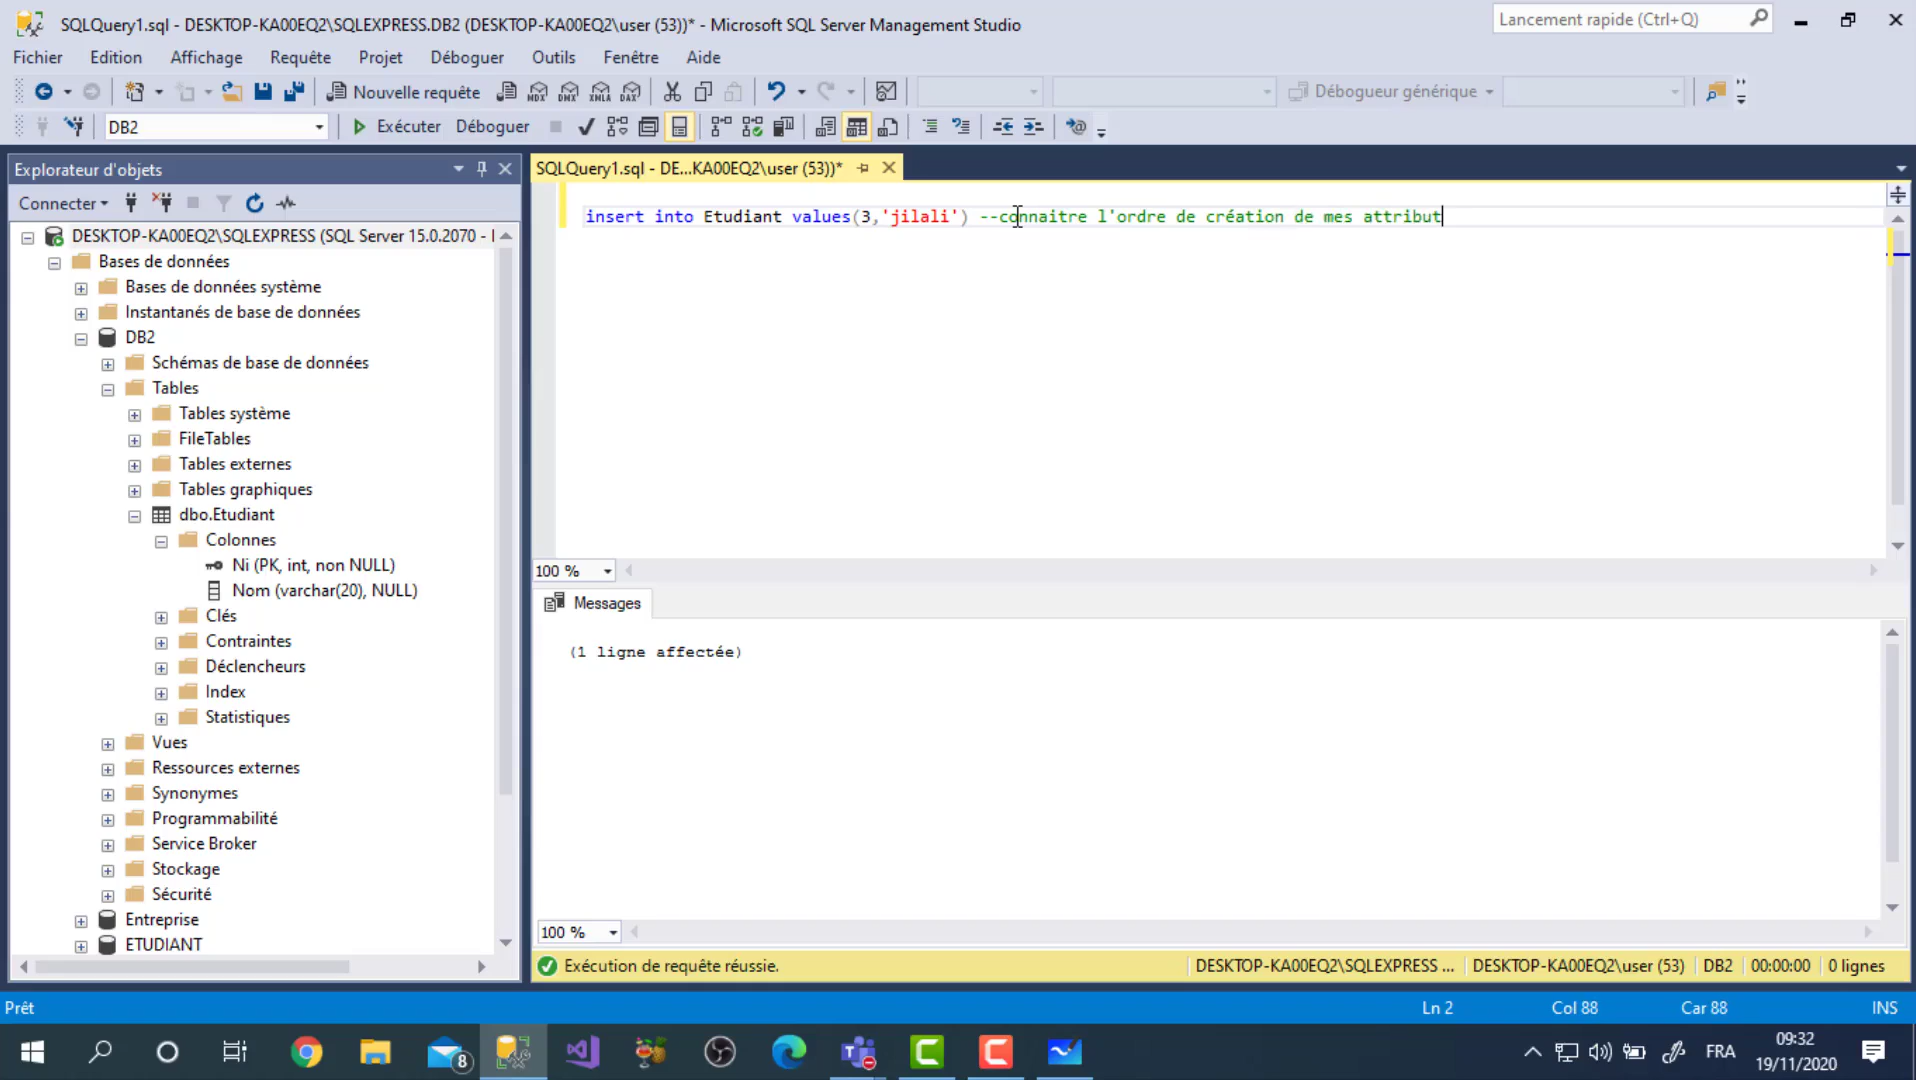 SQLQuery1.sql - DESKTOP-KA00EQ2\SQLEXPRESS.DB2 (DESKTOP-KA00EQ2\user (53))* - Microsoft SQL Server Management Studio
Lancement rapide (Ctrl+Q)
Fichier Edition Affichage Requête Projet Déboguer Outils Fenêtre Aide
Nouvelle requête MDX DMX XMLA DAX Débogueur générique
DB2 Exécuter Déboguer
Explorateur d'objets
SQLQuery1.sql - DE...KA00EQ2\user (53))*
Connecter
insert into Etudiant values(3,'jilali') --connaitre l'ordre de création de mes attribut
DESKTOP-KA00EQ2\SQLEXPRESS (SQL Server 15.0.2070 -
Bases de données
Bases de données système
Instantanés de base de données
DB2
Schémas de base de données
Tables
Tables système
FileTables
Tables externes
Tables graphiques
dbo.Etudiant
Colonnes
Ni (PK, int, non NULL)
Nom (varchar(20), NULL)
Clés
Contraintes
Déclencheurs
Index
Statistiques
Vues
Ressources externes
Synonymes
Programmabilité
Service Broker
Stockage
Sécurité
Entreprise
ETUDIANT
100 %
Messages
(1 ligne affectée)
100 %
Exécution de requête réussie. DESKTOP-KA00EQ2\SQLEXPRESS ... DESKTOP-KA00EQ2\user (53) DB2 00:00:00 0 lignes
Prêt Ln 2 Col 88 Car 88 INS
8
FRA
09:32
19/11/2020